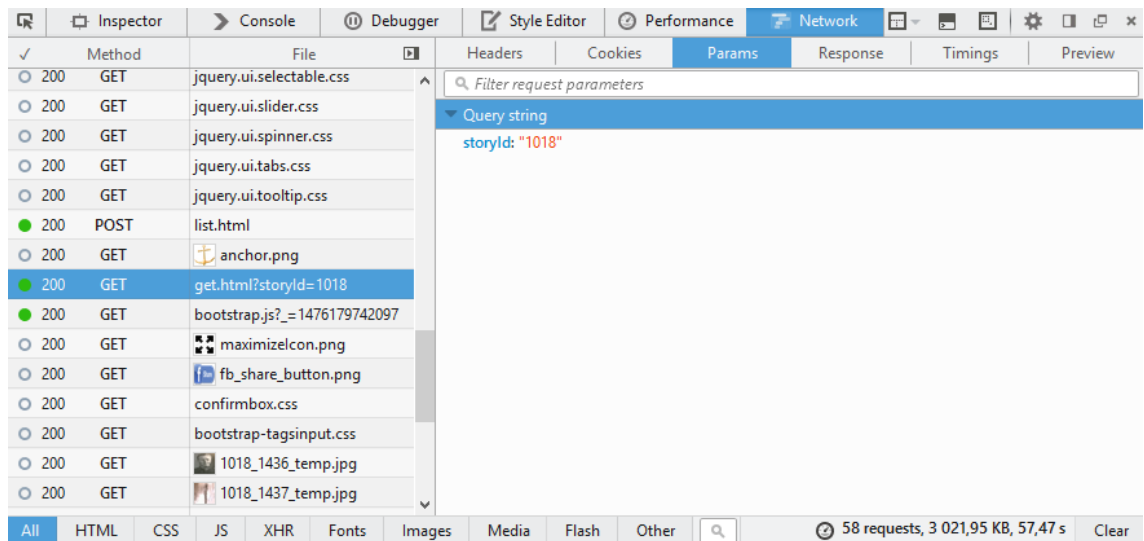 Inspector Console Debugger Style Editor Performance Network
✓ Method File Headers Cookies Params Response Timings Preview
200 GET jquery.ui.selectable.css
Filter request parameters
200 GET jquery.ui.slider.css
Query string
200 GET jquery.ui.spinner.css
storyId: "1018"
200 GET jquery.ui.tabs.css
200 GET jquery.ui.tooltip.css
200 POST list.html
200 GET anchor.png
200 GET get.html?storyId=1018
200 GET bootstrap.js?_=1476179742097
200 GET maximizeIcon.png
200 GET fb_share_button.png
200 GET confirmbox.css
200 GET bootstrap-tagsinput.css
200 GET 1018_1436_temp.jpg
200 GET 1018_1437_temp.jpg
All HTML CSS JS XHR Fonts Images Media Flash Other 58 requests, 3 021,95 KB, 57,47 s Clear